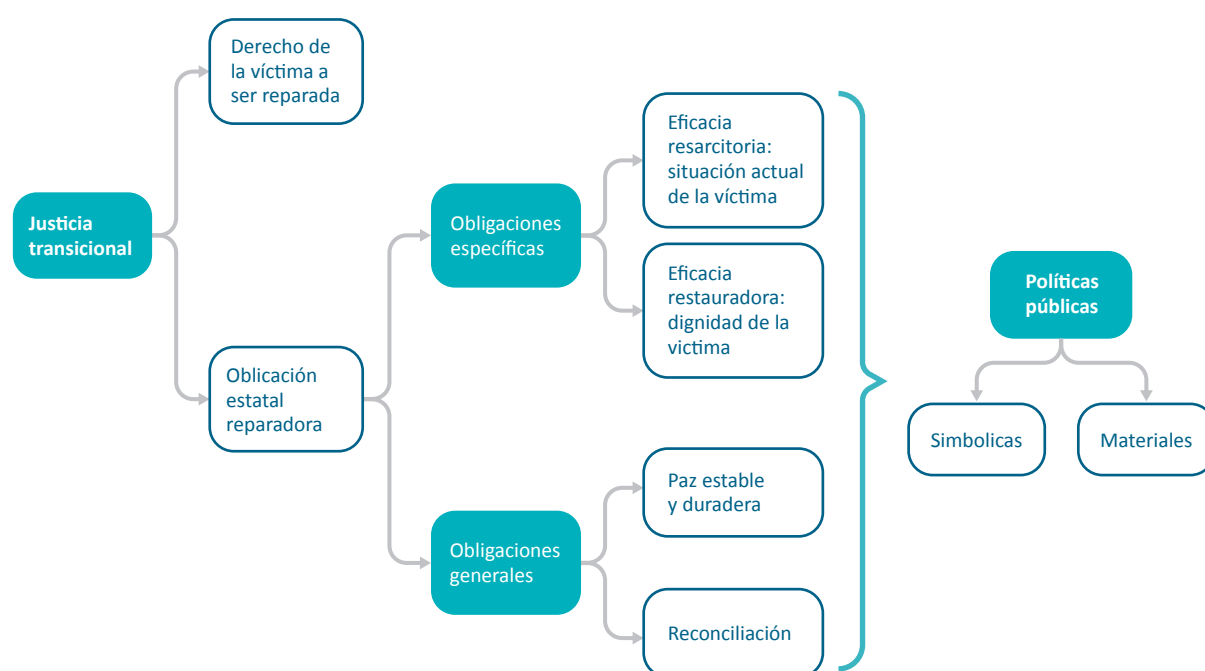 Derecho de
la víctima a
ser reparada
Justicia
transicional
Oblicación
estatal
reparadora
Obligaciones
específicas
Eficacia
resarcitoria:
situación actual
de la víctima
Eficacia
restauradora:
dignidad de la
victima
Obligaciones
generales
Paz estable
y duradera
Reconciliación
Políticas
públicas
Simbolicas
Materiales